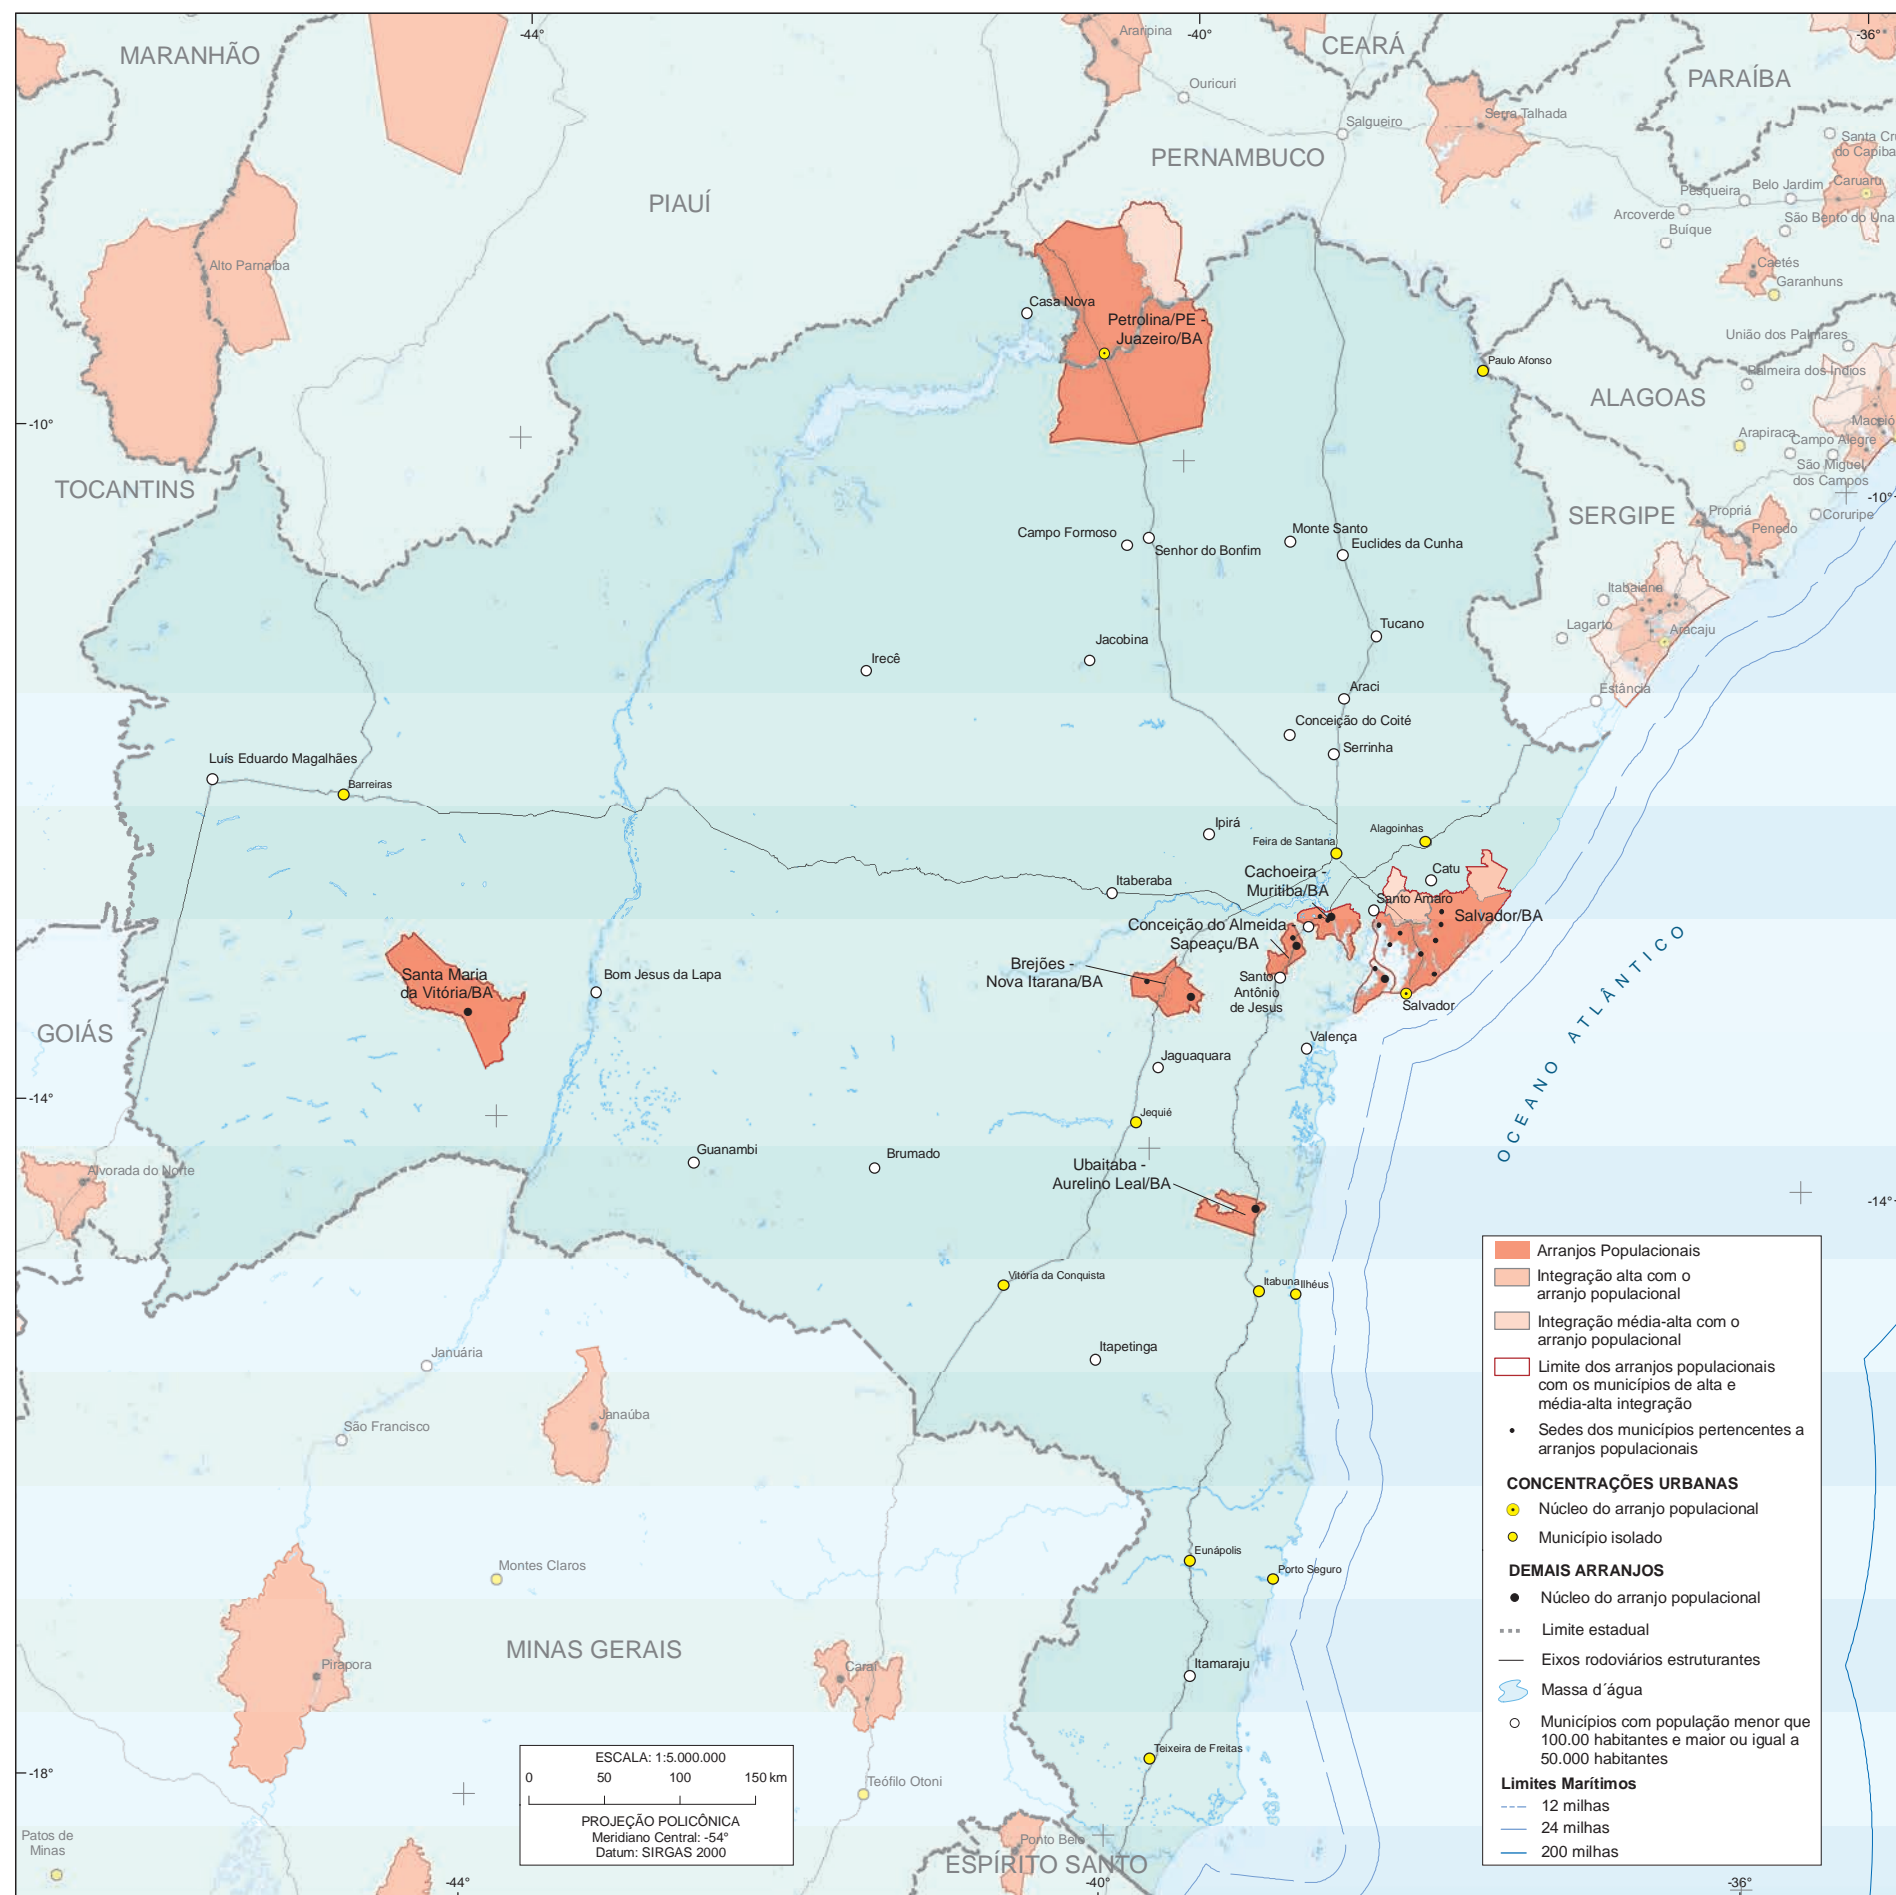 -44°
-40°
-36°
MARANHÃO
Araripina
CEARÁ
Ouricuri
PARAÍBA
Serra Talhada
Salgueiro
Santa Cru
do Capiba
PERNAMBUCO
PIAUÍ
Pesqueira
Belo Jardim
Caruaru
Arcoverde
São Bento do Una
Buíque
Alto Parnaíba
Caetés
Garanhuns
Casa Nova
Petrolina/PE -
Juazeiro/BA
União dos Palmares
Paulo Afonso
Palmeira dos Índios
ALAGOAS
-10°
Maceió
Arapiraca
Campo Alegre
São Miguel
dos Campos
TOCANTINS
-10°
SERGIPE
Propriá
Coruripe
Penedo
Campo Formoso
Senhor do Bonfim
Monte Santo
Euclides da Cunha
Itabaiana
Tucano
Lagarto
Aracaju
Jacobina
Irecê
Araci
Estância
Conceição do Coité
Serrinha
Luís Eduardo Magalhães
Barreiras
Ipirá
Alagoinhas
Feira de Santana
Catu
Cachoeira -
Muritiba/BA
Itaberaba
Santo Amaro
Salvador/BA
Conceição do Almeida -
Sapeaçu/BA
Brejões -
Nova Itarana/BA
Santa Maria
da Vitória/BA
Bom Jesus da Lapa
Santo
Antônio
de Jesus
Salvador
OCEANO ATLÂNTICO
GOIÁS
Valença
Jaguaquara
-14°
Jequié
Guanambi
Brumado
Alvorada do Norte
Ubaitaba -
Aurelino Leal/BA
-14°
Vitória da Conquista
Itabuna
Ilhéus
Itapetinga
Januária
São Francisco
Janaúba
Eunápolis
Porto Seguro
Montes Claros
MINAS GERAIS
Pirapora
Caraí
Itamaraju
Teixeira de Freitas
-18°
Teófilo Otoni
Patos de
Minas
Ponto Belo
ESPÍRITO SANTO
-44°
-40°
-36°
ESCALA: 1:5.000.000
0 50 100 150 km
PROJEÇÃO POLICÔNICA
Meridiano Central: -54°
Datum: SIRGAS 2000
Arranjos Populacionais
Integração alta com o
arranjo populacional
Integração média-alta com o
arranjo populacional
Limite dos arranjos populacionais
com os municípios de alta e
média-alta integração
Sedes dos municípios pertencentes a
arranjos populacionais
CONCENTRAÇÕES URBANAS
Núcleo do arranjo populacional
Município isolado
DEMAIS ARRANJOS
Núcleo do arranjo populacional
Limite estadual
Eixos rodoviários estruturantes
Massa d´água
Municípios com população menor que
100.00 habitantes e maior ou igual a
50.000 habitantes
Limites Marítimos
12 milhas
24 milhas
200 milhas